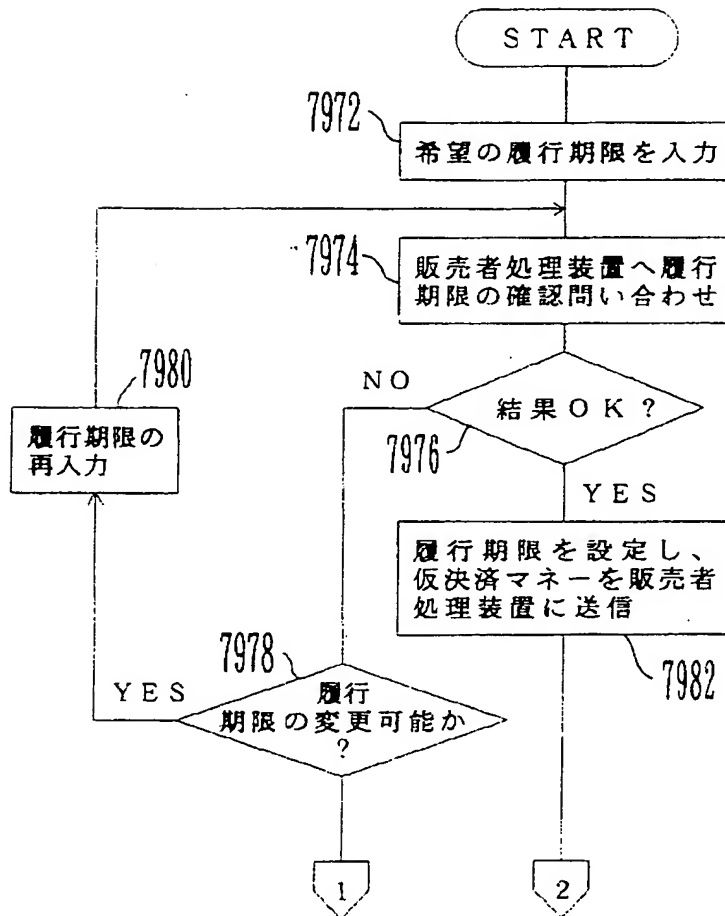 START
7972
希望の履行期限を入力
7974
販売者処理装置へ履行
期限の確認問い合わせ
7980
履行期限の
再入力
NO
結果OK?
7976
YES
履行期限を設定し、
仮決済マネーを販売者
処理装置に送信
7982
7978
YES
履行
期限の変更可能か
?
1
2